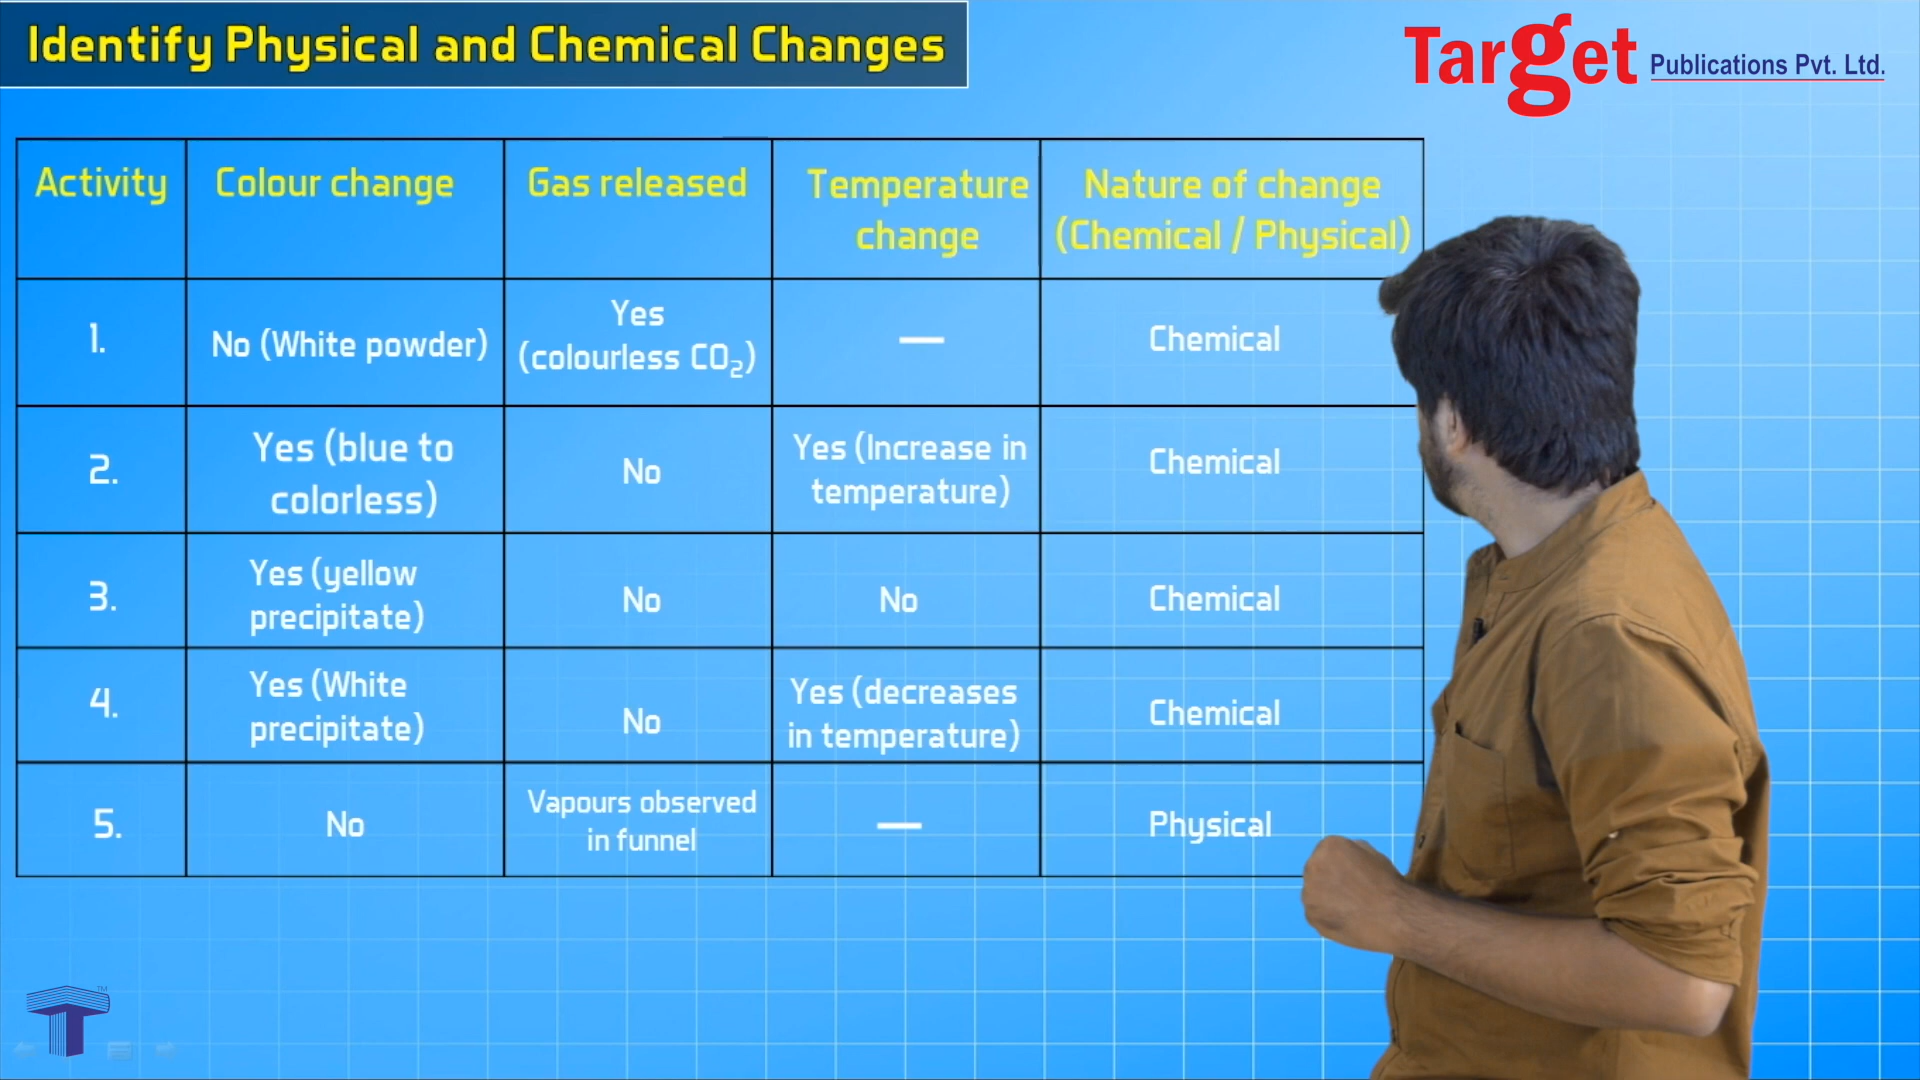 Identify Physical and Chemical Changes
Target Publications Pvt. Ltd.
Activity
Colour change
Gas released
Temperature
change
Nature of change
(Chemical / Physical)
1.
No (White powder)
Yes
(colourless CO₂)
—
Chemical
2.
Yes (blue to
colorless)
No
Yes (Increase in
temperature)
Chemical
3.
Yes (yellow
precipitate)
No
No
Chemical
4.
Yes (White
precipitate)
No
Yes (decreases
in temperature)
Chemical
5.
No
Vapours observed
in funnel
—
Physical
T
TM